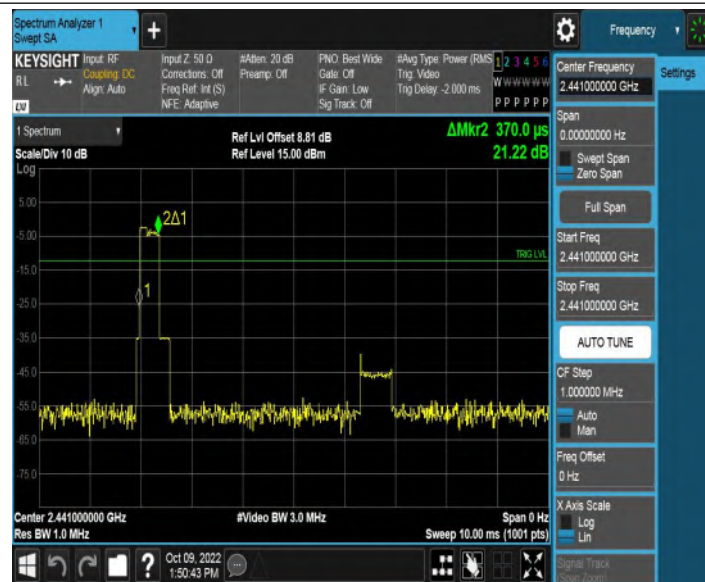 Spectrum Analyzer 1
Swept SA
Frequency
KEYSIGHT
RL
Input: RF
Coupling: DC
Align: Auto
Input Z: 50 Ω
Corrections: Off
Freq Ref: Int (S)
NFE: Adaptive
#Atten: 20 dB
Preamp: Off
PNO: Best Wide
Gate: Off
IF Gain: Low
Sig Track: Off
#Avg Type: Power (RMS
Trig: Video
Trig Delay: -2.000 ms
1 2 3 4 5 6
W W W W W W
P P P P P P
Center Frequency
2.441000000 GHz
Settings
Span
0.00000000 Hz
Swept Span
Zero Span
Full Span
Start Freq
2.441000000 GHz
Stop Freq
2.441000000 GHz
AUTO TUNE
CF Step
1.000000 MHz
Auto
Man
Freq Offset
0 Hz
X Axis Scale
Log
Lin
Signal Track
(Span Zoom)
1 Spectrum
Scale/Div 10 dB
Ref Lvl Offset 8.81 dB
Ref Level 15.00 dBm
ΔMkr2 370.0 µs
21.22 dB
Log
5.00
-5.00
-15.0
-25.0
-35.0
-45.0
-55.0
-65.0
-75.0
2Δ1
TRIG LVL
1
Center 2.441000000 GHz
Res BW 1.0 MHz
#Video BW 3.0 MHz
Span 0 Hz
Sweep 10.00 ms (1001 pts)
?
Oct 09, 2022
1:50:43 PM